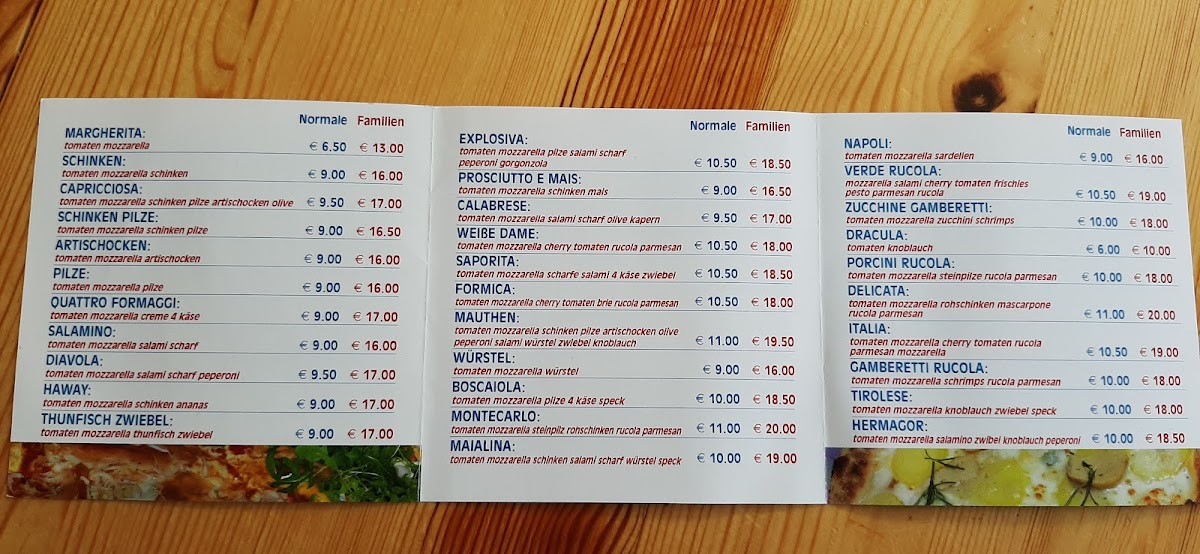 Normale Familien
MARGHERITA:
tomaten mozzarella € 6.50 € 13.00
SCHINKEN:
tomaten mozzarella schinken € 9.00 € 16.00
CAPRICCIOSA:
tomaten mozzarella schinken pilze artischocken olive € 9.50 € 17.00
SCHINKEN PILZE:
tomaten mozzarella schinken pilze € 9.00 € 16.50
ARTISCHOCKEN:
tomaten mozzarella artischocken € 9.00 € 16.00
PILZE:
tomaten mozzarella pilze € 9.00 € 16.00
QUATTRO FORMAGGI:
tomaten mozzarella creme 4 käse € 9.00 € 17.00
SALAMINO:
tomaten mozzarella salami scharf € 9.00 € 16.00
DIAVOLA:
tomaten mozzarella salami scharf peperoni € 9.50 € 17.00
HAWAY:
tomaten mozzarella schinken ananas € 9.00 € 17.00
THUNFISCH ZWIEBEL:
tomaten mozzarella thunfisch zwiebel € 9.00 € 17.00
Normale Familien
EXPLOSIVA:
tomaten mozzarella pilze salami scharf
peperoni gorgonzola € 10.50 € 18.50
PROSCIUTTO E MAIS:
tomaten mozzarella schinken mais € 9.00 € 16.50
CALABRESE:
tomaten mozzarella salami scharf olive kapern € 9.50 € 17.00
WEIßE DAME:
tomaten mozzarella cherry tomaten rucola parmesan € 10.50 € 18.00
SAPORITA:
tomaten mozzarella scharfe salami 4 käse zwiebel € 10.50 € 18.50
FORMICA:
tomaten mozzarella cherry tomaten brie rucola parmesan € 10.50 € 18.00
MAUTHEN:
tomaten mozzarella schinken pilze artischocken olive
peperoni salami würstel zwiebel knoblauch € 11.00 € 19.50
WÜRSTEL:
tomaten mozzarella würstel € 9.00 € 16.00
BOSCAIOLA:
tomaten mozzarella pilze 4 käse speck € 10.00 € 18.50
MONTECARLO:
tomaten mozzarella steinpilz rohschinken rucola parmesan € 11.00 € 20.00
MAIALINA:
tomaten mozzarella schinken salami scharf würstel speck € 10.00 € 19.00
Normale Familien
NAPOLI:
tomaten mozzarella sardellen € 9.00 € 16.00
VERDE RUCOLA:
mozzarella salami cherry tomaten frischies
pesto parmesan rucola € 10.50 € 19.00
ZUCCHINE GAMBERETTI:
tomaten mozzarella zucchini schrimps € 10.00 € 18.00
DRACULA:
tomaten knoblauch € 6.00 € 10.00
PORCINI RUCOLA:
tomaten mozzarella steinpilze rucola parmesan € 10.00 € 18.00
DELICATA:
tomaten mozzarella rohschinken mascarpone
rucola parmesan € 11.00 € 20.00
ITALIA:
tomaten mozzarella cherry tomaten rucola
parmesan mozzarella € 10.50 € 19.00
GAMBERETTI RUCOLA:
tomaten mozzarella schrimps rucola parmesan € 10.00 € 18.00
TIROLESE:
tomaten mozzarella knoblauch zwiebel speck € 10.00 € 18.00
HERMAGOR:
tomaten mozzarella salamino zwibel knoblauch peperoni € 10.00 € 18.50